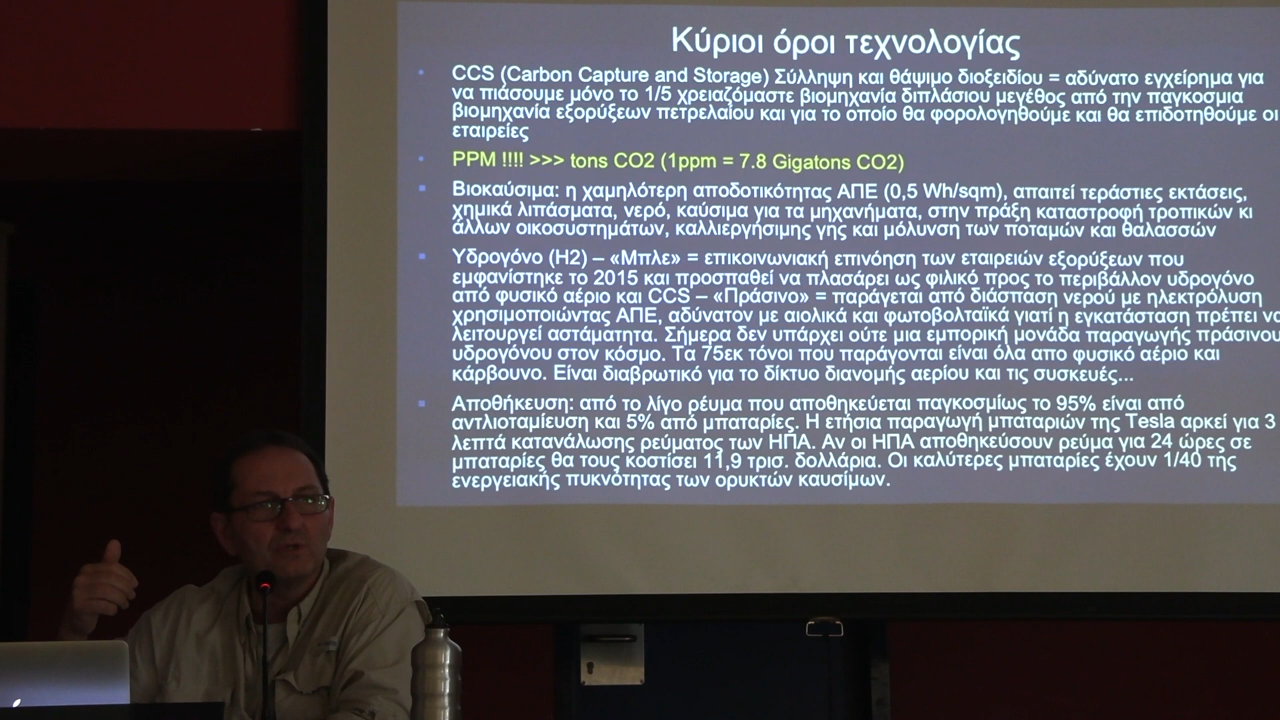 Κύριοι όροι τεχνολογίας
CCS (Carbon Capture and Storage) Σύλληψη και θάψιμο διοξειδίου = αδύνατο εγχείρημα για
να πιάσουμε μόνο το 1/5 χρειαζόμαστε βιομηχανία διπλάσιου μεγέθος από την παγκοσμια
βιομηχανία εξορύξεων πετρελαίου και για το οποίο θα φορολογηθούμε και θα επιδοτηθούμε οι
εταιρείες
PPM !!!! >>> tons CO2 (1ppm = 7.8 Gigatons CO2)
Βιοκαύσιμα: η χαμηλότερη αποδοτικότητας ΑΠΕ (0,5 Wh/sqm), απαιτεί τεράστιες εκτάσεις,
χημικά λιπάσματα, νερό, καύσιμα για τα μηχανήματα, στην πράξη καταστροφή τροπικών κι
άλλων οικοσυστημάτων, καλλιεργήσιμης γης και μόλυνση των ποταμών και θαλασσών
Υδρογόνο (H2) – «Μπλε» = επικοινωνιακή επινόηση των εταιρειών εξορύξεων που
εμφανίστηκε το 2015 και προσπαθεί να πλασάρει ως φιλικό προς το περιβάλλον υδρογόνο
από φυσικό αέριο και CCS – «Πράσινο» = παράγεται από διάσπαση νερού με ηλεκτρόλυση
χρησιμοποιώντας ΑΠΕ, αδύνατον με αιολικά και φωτοβολταϊκά γιατί η εγκατάσταση πρέπει να
λειτουργεί αστάματητα. Σήμερα δεν υπάρχει ούτε μια εμπορική μονάδα παραγωγής πράσινου
υδρογόνου στον κόσμο. Τα 75εκ τόνοι που παράγονται είναι όλα απο φυσικό αέριο και
κάρβουνο. Είναι διαβρωτικό για το δίκτυο διανομής αερίου και τις συσκευές...
Αποθήκευση: από το λίγο ρέυμα που αποθηκεύεται παγκοσμίως το 95% είναι από
αντλιοταμίευση και 5% από μπαταρίες. Η ετήσια παραγωγή μπαταριών της Tesla αρκεί για 3
λεπτά κατανάλωσης ρεύματος των ΗΠΑ. Αν οι ΗΠΑ αποθηκεύσουν ρεύμα για 24 ώρες σε
μπαταρίες θα τους κοστίσει 11,9 τρισ. δολλάρια. Οι καλύτερες μπαταρίες έχουν 1/40 της
ενεργειακής πυκνότητας των ορυκτών καυσίμων.